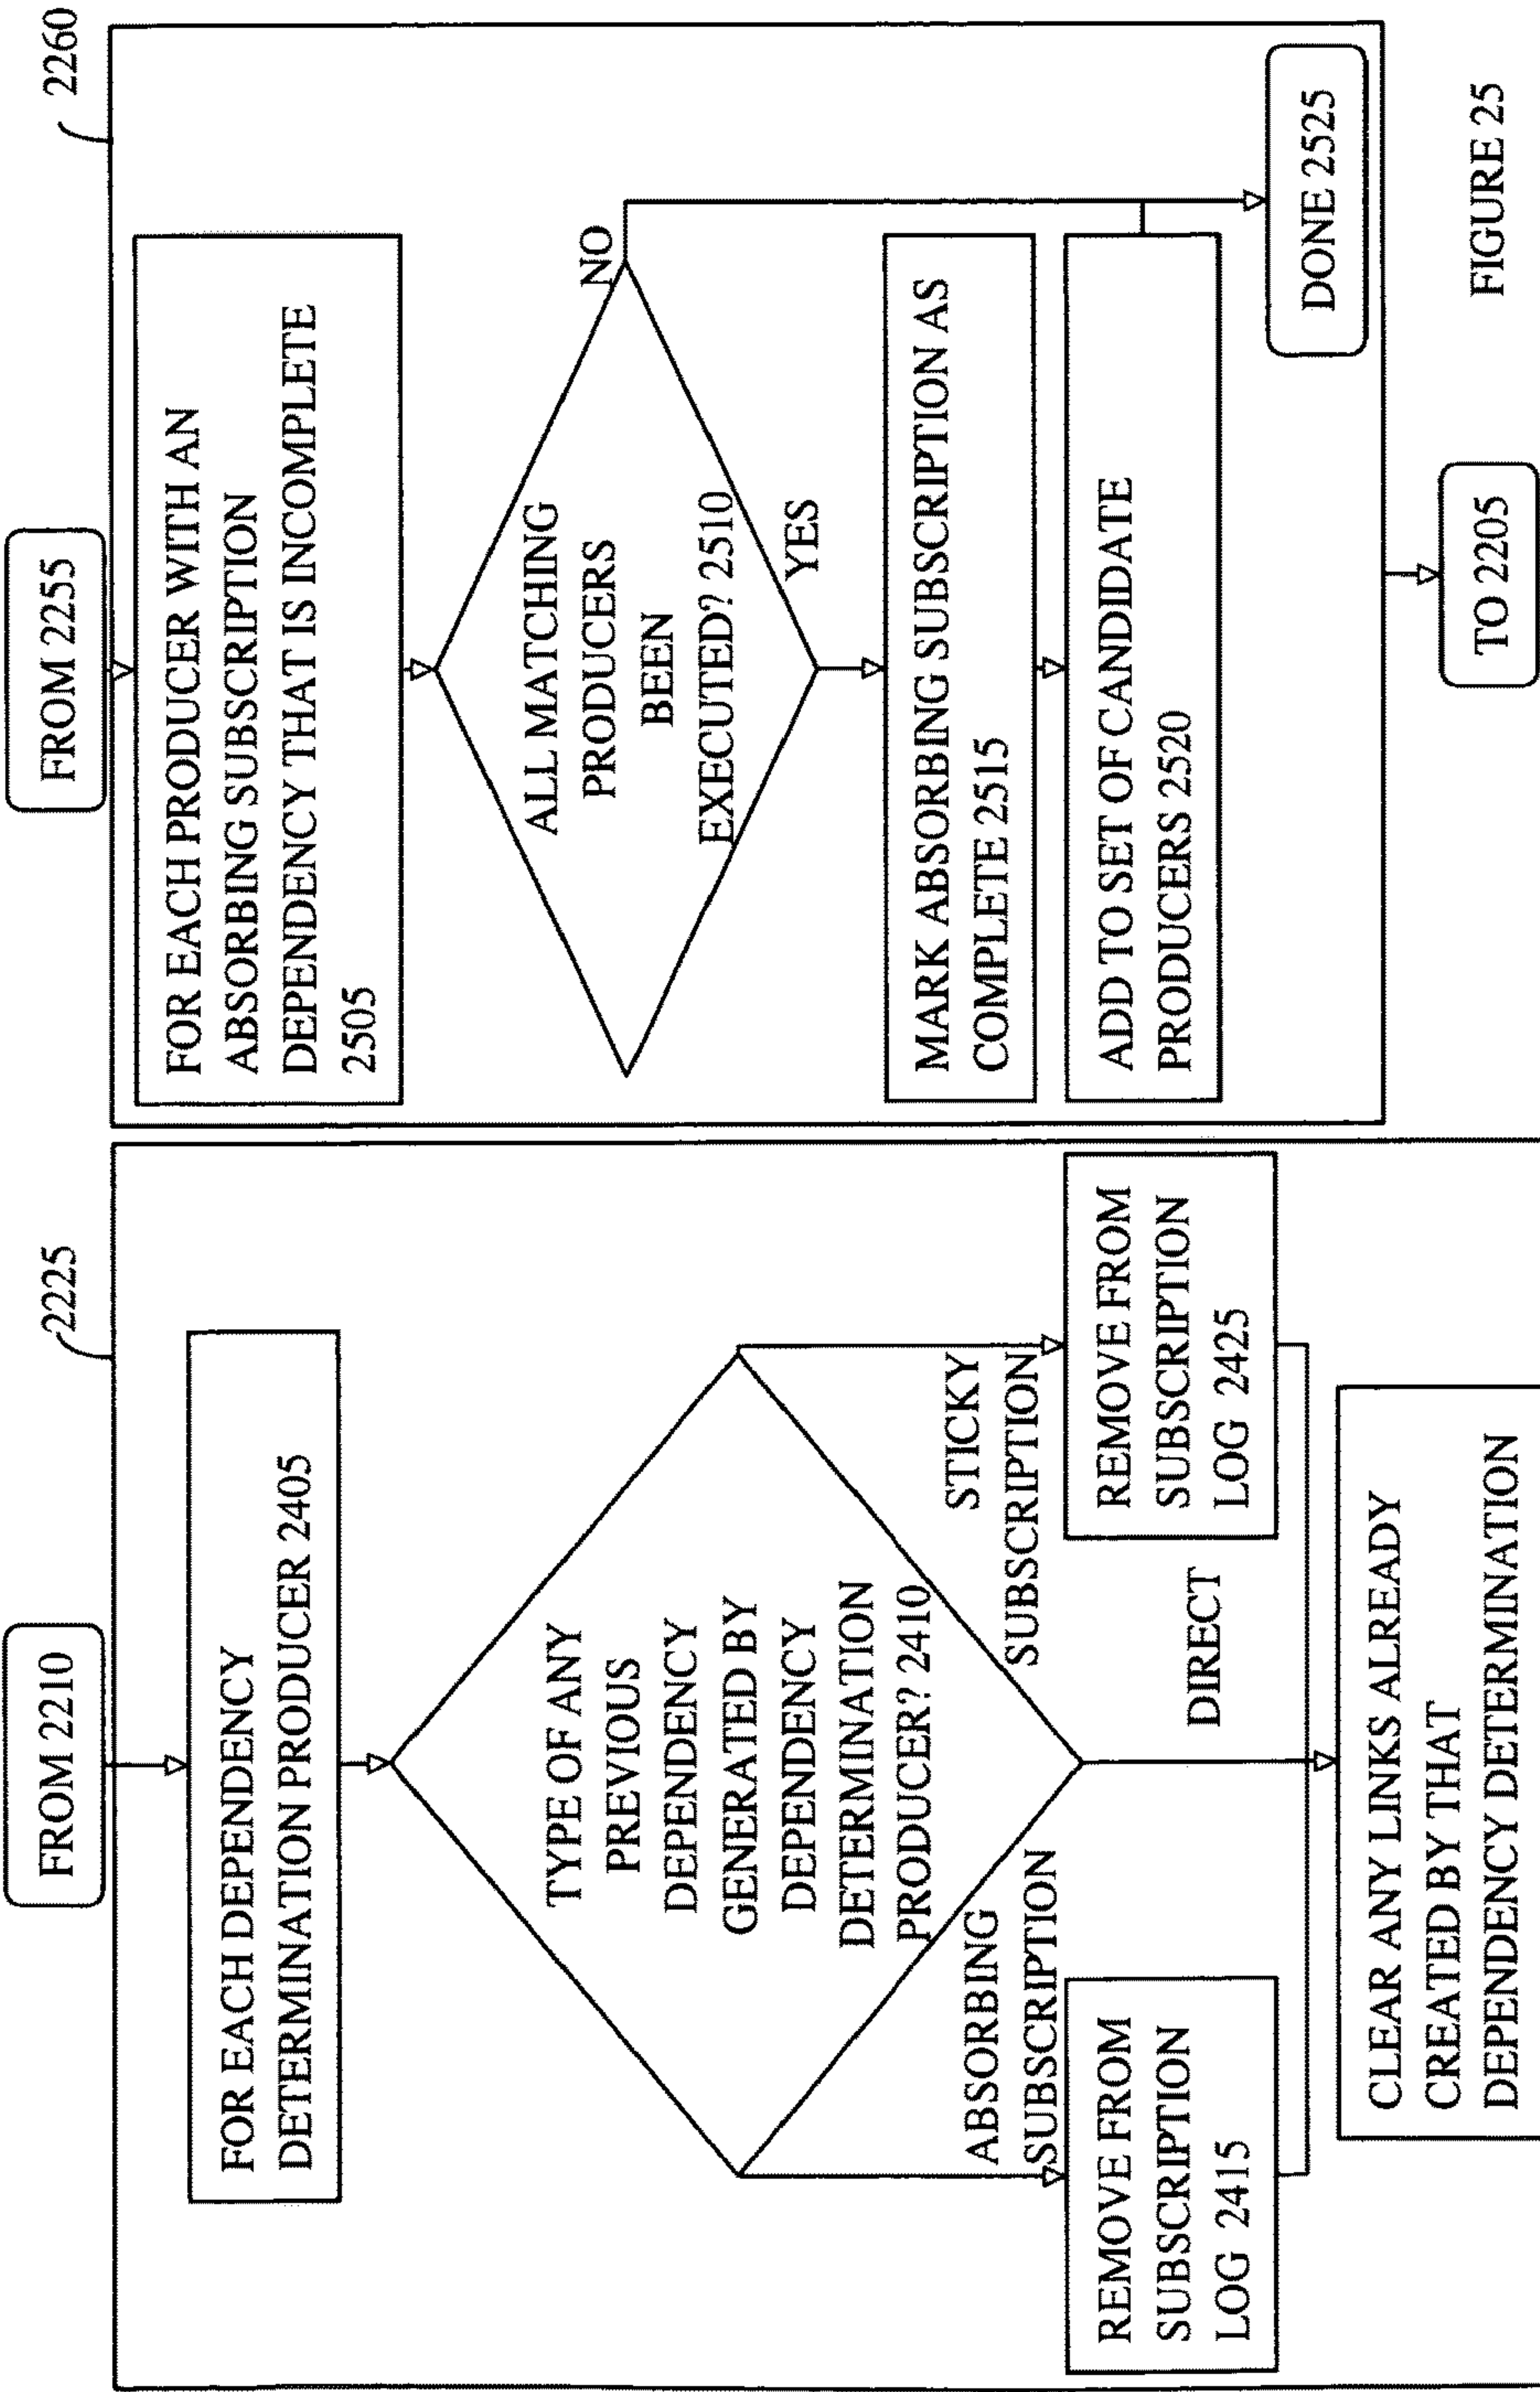 FROM 2210
2225
FOR EACH DEPENDENCY
DETERMINATION PRODUCER 2405
TYPE OF ANY
PREVIOUS
DEPENDENCY
GENERATED BY
DEPENDENCY
DETERMINATION
PRODUCER? 2410
ABSORBING
SUBSCRIPTION
STICKY
SUBSCRIPTION
DIRECT
REMOVE FROM
SUBSCRIPTION
LOG 2415
REMOVE FROM
SUBSCRIPTION
LOG 2425
CLEAR ANY LINKS ALREADY
CREATED BY THAT
DEPENDENCY DETERMINATION
FROM 2255
2260
FOR EACH PRODUCER WITH AN
ABSORBING SUBSCRIPTION
DEPENDENCY THAT IS INCOMPLETE
2505
ALL MATCHING
PRODUCERS
BEEN
EXECUTED? 2510
NO
YES
MARK ABSORBING SUBSCRIPTION AS
COMPLETE 2515
ADD TO SET OF CANDIDATE
PRODUCERS 2520
DONE 2525
TO 2205
FIGURE 25